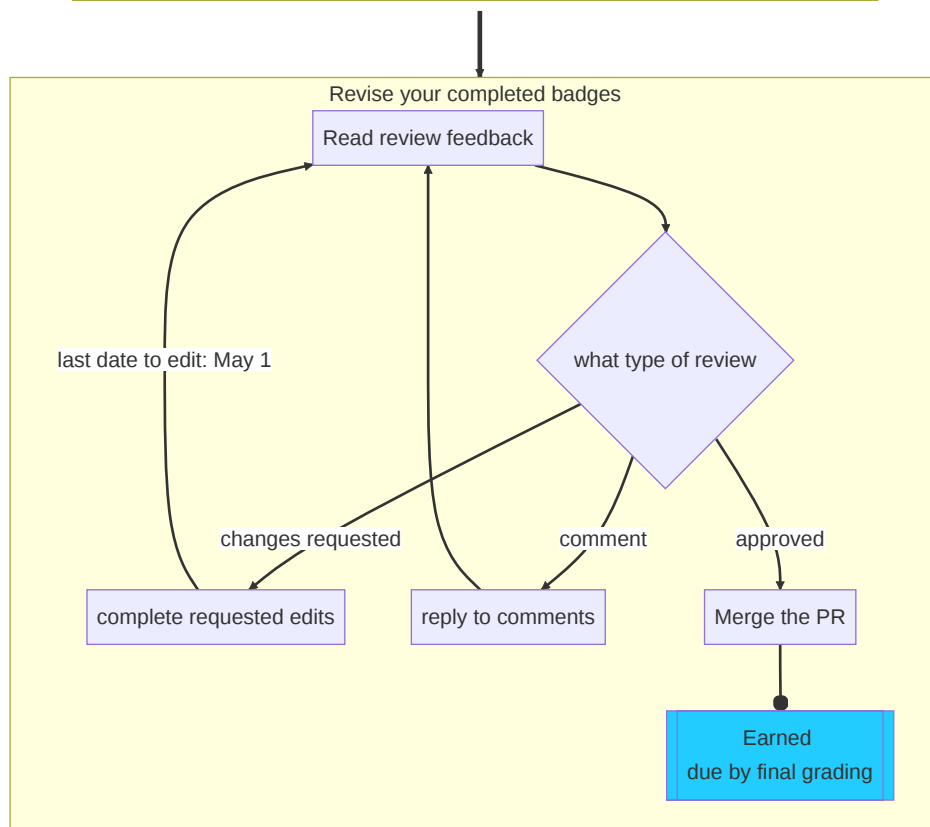 Revise your completed badges
Read review feedback
last date to edit: May 1
what type of review
changes requested
comment
approved
complete requested edits
reply to comments
Merge the PR
Earned
due by final grading